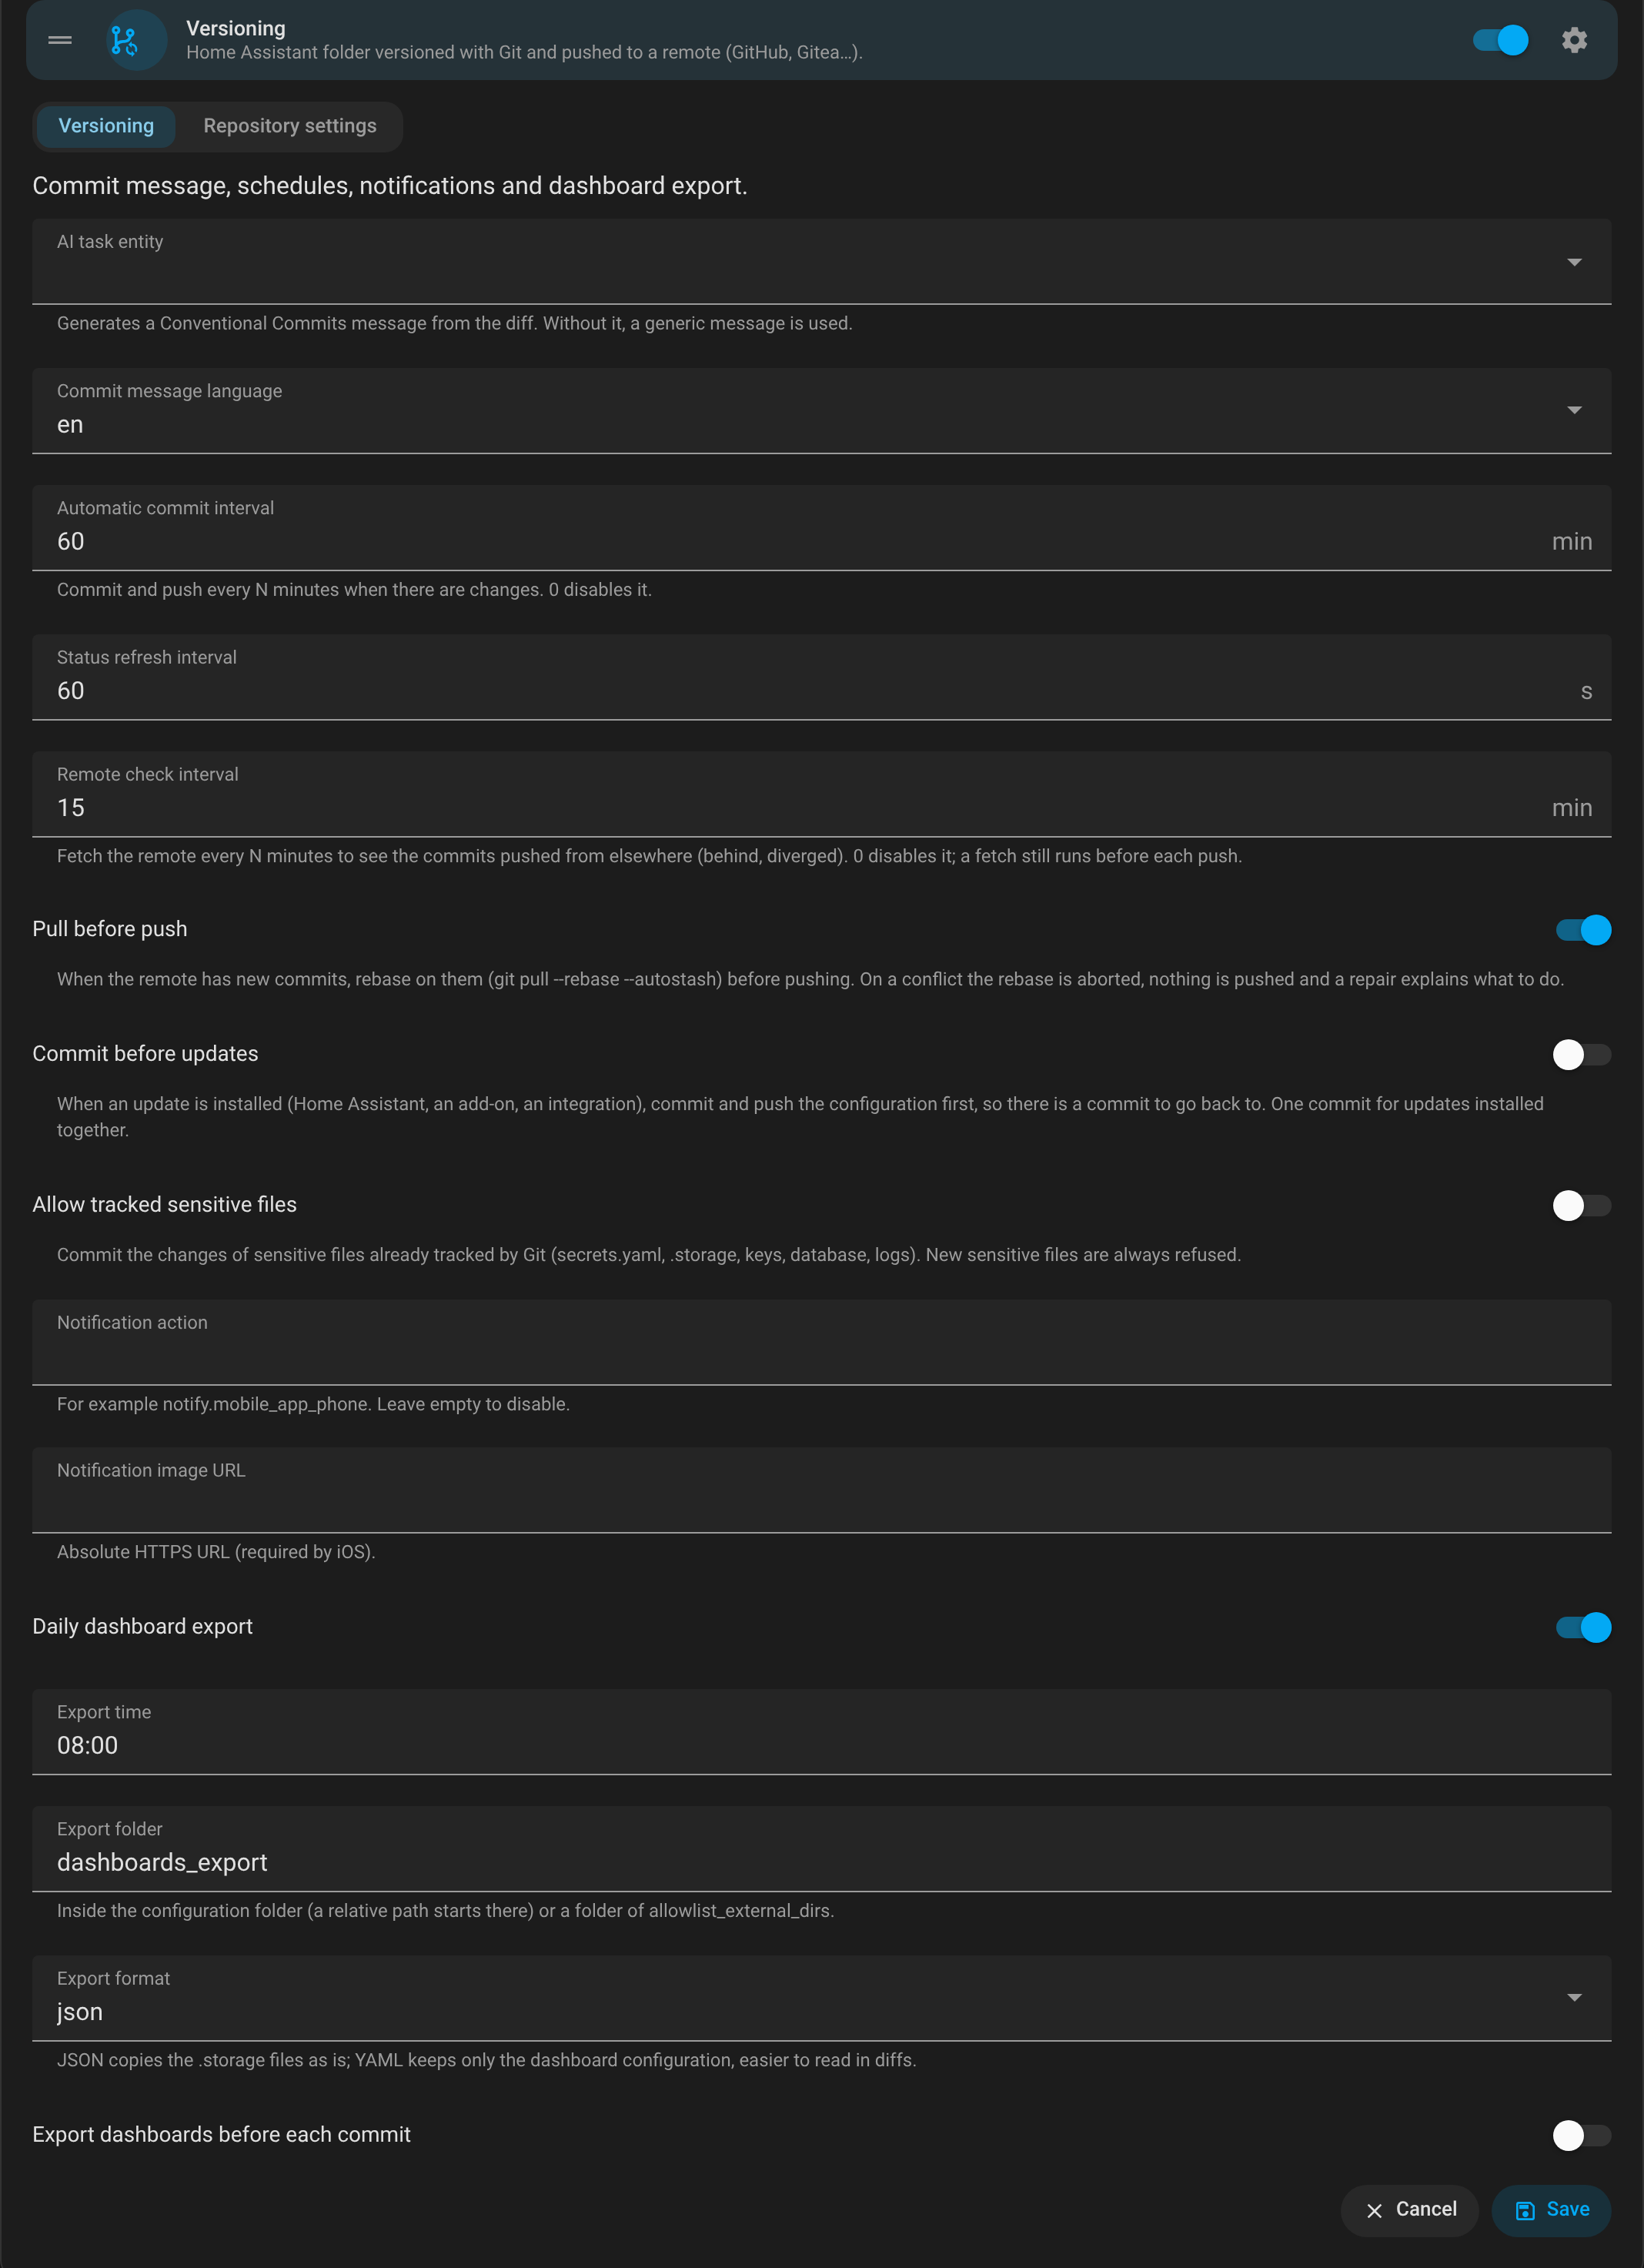 Versioning
Home Assistant folder versioned with Git and pushed to a remote (GitHub, Gitea...).
Versioning
Repository settings
Commit message, schedules, notifications and dashboard export.
AI task entity
Generates a Conventional Commits message from the diff. Without it, a generic message is used.
Commit message language
en
Automatic commit interval
60
min
Commit and push every N minutes when there are changes. 0 disables it.
Status refresh interval
60
s
Remote check interval
15
min
Fetch the remote every N minutes to see the commits pushed from elsewhere (behind, diverged). 0 disables it; a fetch still runs before each push.
Pull before push
When the remote has new commits, rebase on them (git pull --rebase --autostash) before pushing. On a conflict the rebase is aborted, nothing is pushed and a repair explains what to do.
Commit before updates
When an update is installed (Home Assistant, an add-on, an integration), commit and push the configuration first, so there is a commit to go back to. One commit for updates installed
together.
Allow tracked sensitive files
Commit the changes of sensitive files already tracked by Git (secrets.yaml, .storage, keys, database, logs). New sensitive files are always refused.
Notification action
For example notify.mobile_app_phone. Leave empty to disable.
Notification image URL
Absolute HTTPS URL (required by iOS).
Daily dashboard export
Export time
08:00
Export folder
dashboards_export
Inside the configuration folder (a relative path starts there) or a folder of allowlist_external_dirs.
Export format
json
JSON copies the .storage files as is; YAML keeps only the dashboard configuration, easier to read in diffs.
Export dashboards before each commit
Cancel
Save